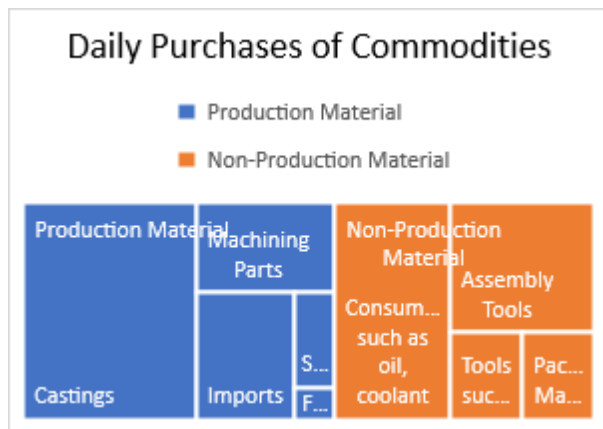 Daily Purchases of Commodities
Production Material
Non-Production Material
Production Material
Machining
Parts
Castings
Imports
S...
F...
Non-Production
Material
Consum...
such as
oil,
coolant
Assembly
Tools
Tools
suc...
Pac...
Ma...